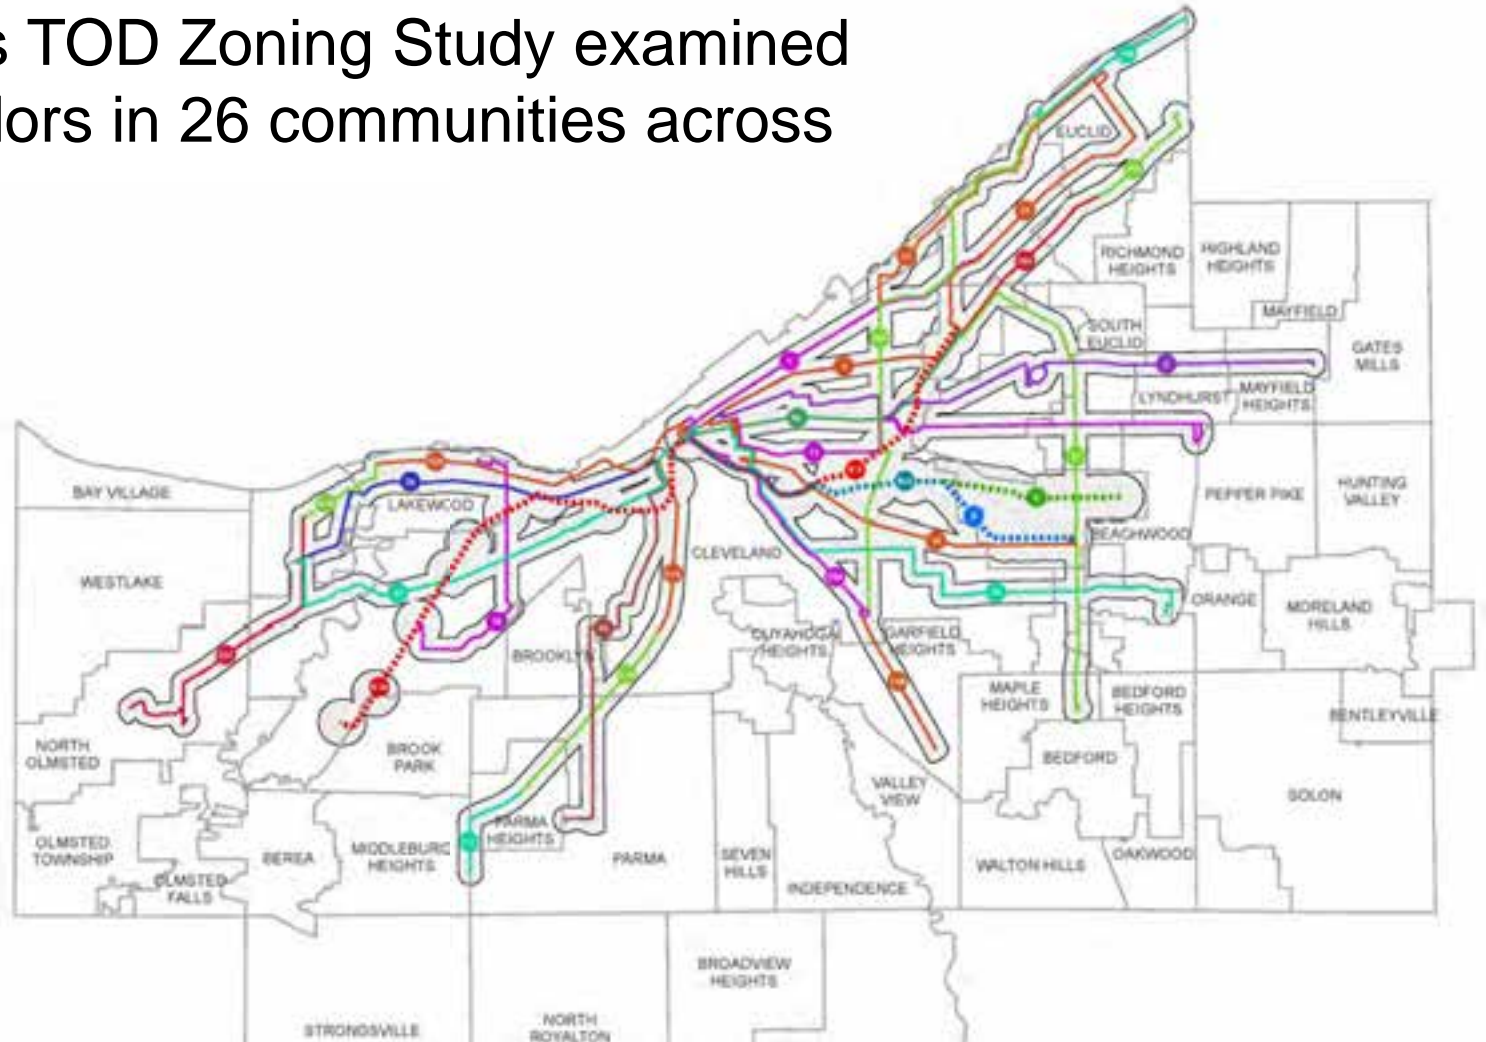 s TOD Zoning Study examined
lors in 26 communities across
EUCLID
RICHMOND
HEIGHTS
HIGHLAND
HEIGHTS
MAYFIELD
SOUTH
EUCLID
GATES
MILLS
LYNDHURST
MAYFIELD
HEIGHTS
BAY VILLAGE
LAKEWOOD
PEPPER PIKE
HUNTING
VALLEY
BEACHWOOD
CLEVELAND
WESTLAKE
ORANGE
MORELAND
HILLS
CUYAHOGA
HEIGHTS
GARFIELD
HEIGHTS
BROOKLYN
MAPLE
HEIGHTS
BEDFORD
HEIGHTS
BENTLEYVILLE
NORTH
OLMSTED
BROOK
PARK
BEDFORD
VALLEY
VIEW
SOLON
OLMSTED
TOWNSHIP
BEREA
MIDDLEBURG
HEIGHTS
PARMA
HEIGHTS
PARMA
SEVEN
HILLS
WALTON HILLS
OAKWOOD
OLMSTED
FALLS
INDEPENDENCE
BROADVIEW
HEIGHTS
STRONGSVILLE
NORTH
ROYALTON